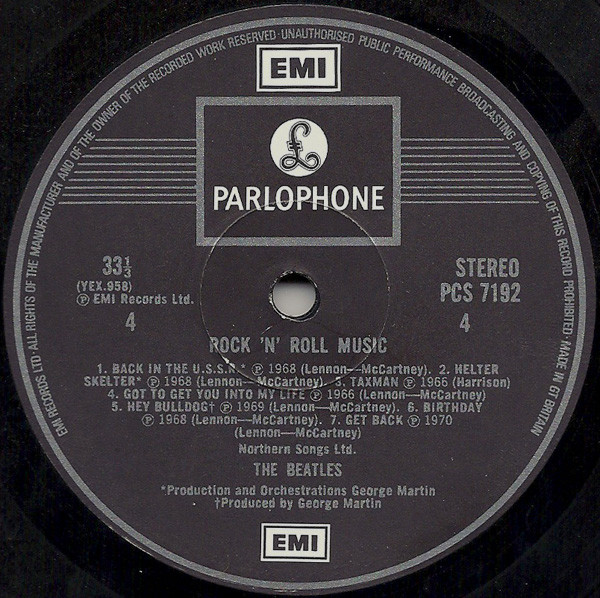 EMI RECORDS LTD · ALL RIGHTS OF THE MANUFACTURER AND OF THE OWNER OF THE RECORDED WORK RESERVED · UNAUTHORISED PUBLIC PERFORMANCE BROADCASTING AND COPYING OF THIS RECORD PROHIBITED · MADE IN GT BRITAIN
EMI
£
PARLOPHONE
33⅓
(YEX.958)
℗ EMI Records Ltd.
4
STEREO
PCS 7192
4
ROCK 'N' ROLL MUSIC
1. BACK IN THE U.S.S.R.* ℗ 1968 (Lennon—McCartney). 2. HELTER
SKELTER* ℗ 1968 (Lennon—McCartney). 3. TAXMAN ℗ 1966 (Harrison)
4. GOT TO GET YOU INTO MY LIFE ℗ 1966 (Lennon—McCartney).
5. HEY BULLDOG† ℗ 1969 (Lennon—McCartney). 6. BIRTHDAY
℗ 1968 (Lennon—McCartney). 7. GET BACK ℗ 1970
(Lennon—McCartney)
Northern Songs Ltd.
THE BEATLES
*Production and Orchestrations George Martin
†Produced by George Martin
EMI